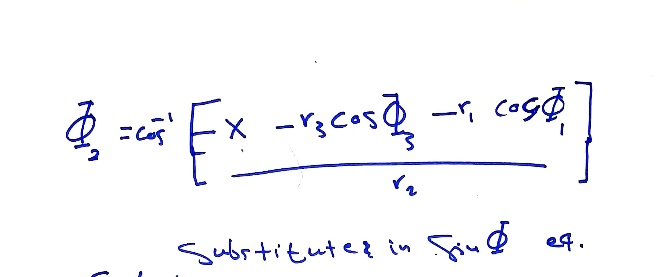 Φ₂ = cos⁻¹ [ -x - r₃ cos Φ₃ - r₁ cos Φ₁ ]
r₂
Substitutes in Sin Φ eq.